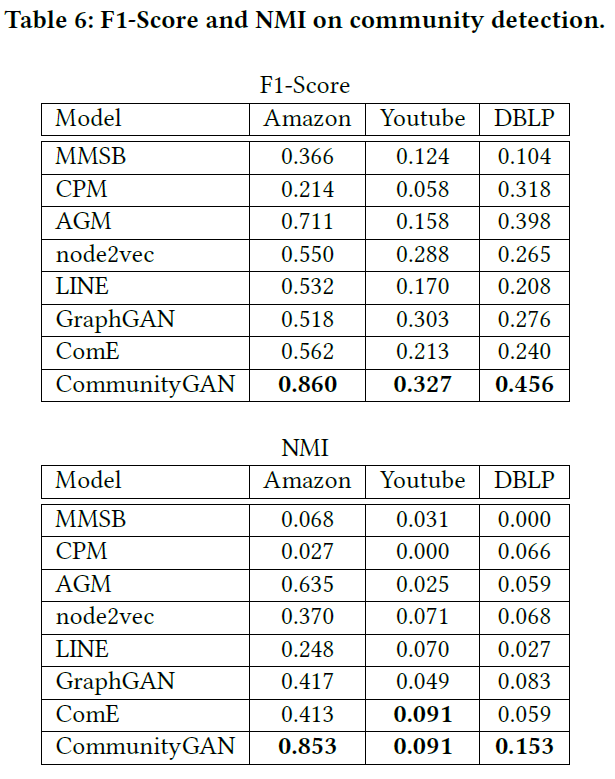 Table 6: F1-Score and NMI on community detection.
F1-Score
Model Amazon Youtube DBLP
MMSB 0.366 0.124 0.104
CPM 0.214 0.058 0.318
AGM 0.711 0.158 0.398
node2vec 0.550 0.288 0.265
LINE 0.532 0.170 0.208
GraphGAN 0.518 0.303 0.276
ComE 0.562 0.213 0.240
CommunityGAN 0.860 0.327 0.456
NMI
Model Amazon Youtube DBLP
MMSB 0.068 0.031 0.000
CPM 0.027 0.000 0.066
AGM 0.635 0.025 0.059
node2vec 0.370 0.071 0.068
LINE 0.248 0.070 0.027
GraphGAN 0.417 0.049 0.083
ComE 0.413 0.091 0.059
CommunityGAN 0.853 0.091 0.153